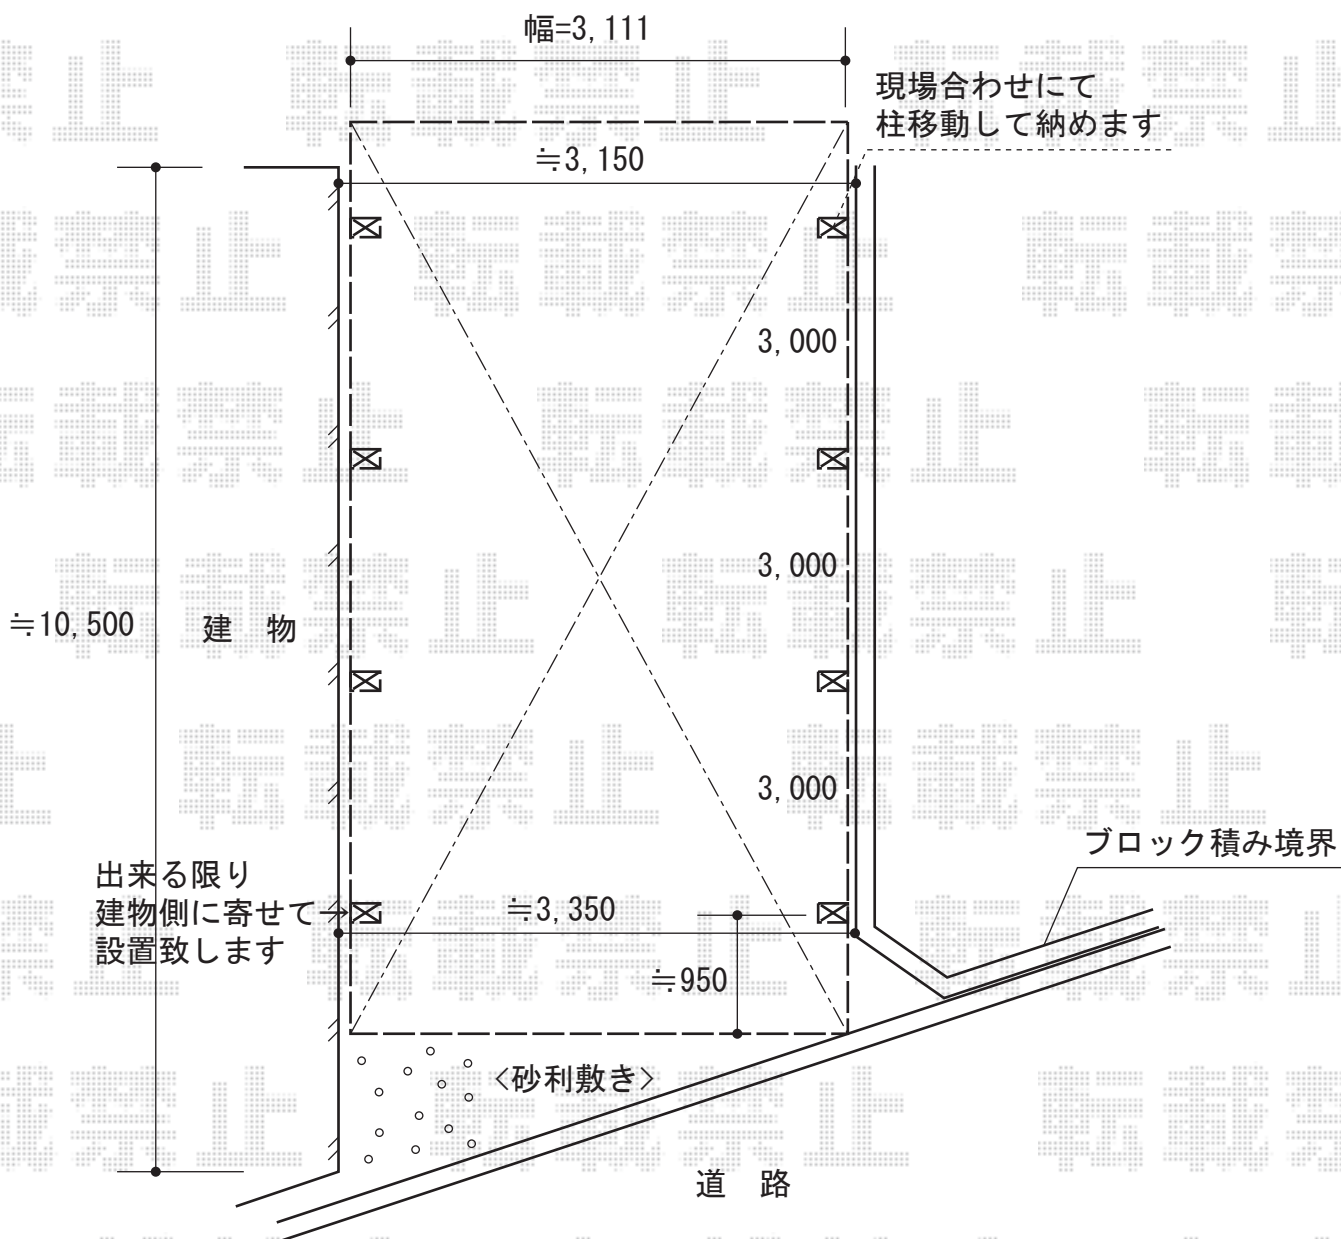 幅=3,111
現場合わせにて
柱移動して納めます
≒3,150
3,000
3,000
≒10,500
建 物
3,000
ブロック積み境界
出来る限り
建物側に寄せて
設置致します
≒3,350
≒950
<砂利敷き>
道 路
転載禁止